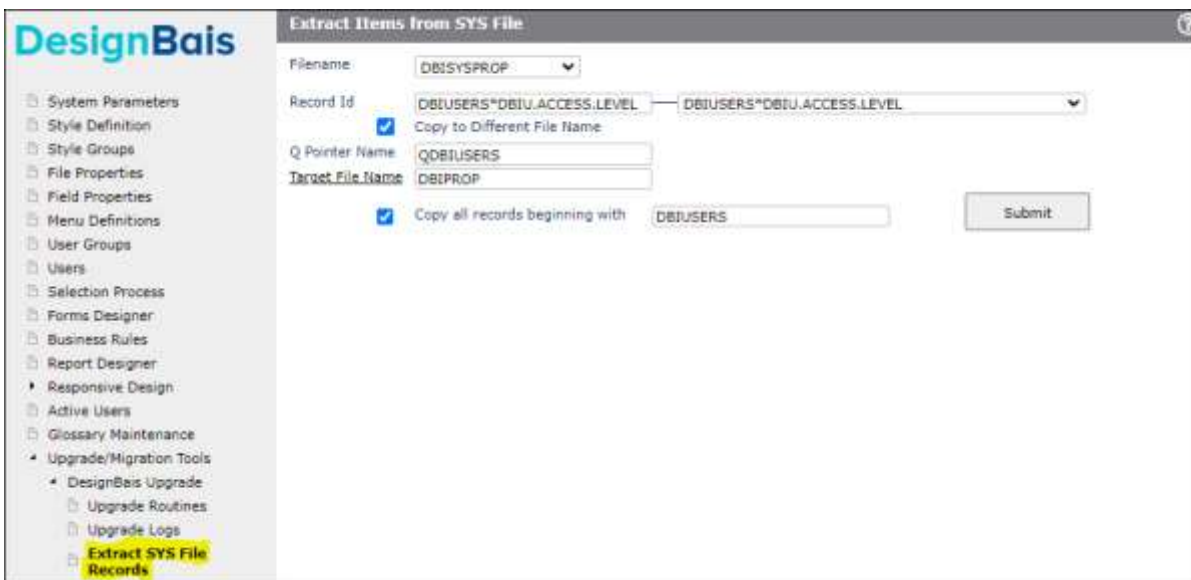 DesignBais
Extract Items from SYS File
Filename DBISYSPROP
Record Id DBIUSERS*DBIU.ACCESS.LEVEL DBIUSERS*DBIU.ACCESS.LEVEL
Copy to Different File Name
Q Pointer Name QDBIUSERS
Target File Name DBIPROP
Copy all records beginning with DBIUSERS Submit
System Parameters
Style Definition
Style Groups
File Properties
Field Properties
Menu Definitions
User Groups
Users
Selection Process
Forms Designer
Business Rules
Report Designer
Responsive Design
Active Users
Glossary Maintenance
Upgrade/Migration Tools
DesignBais Upgrade
Upgrade Routines
Upgrade Logs
Extract SYS File
Records